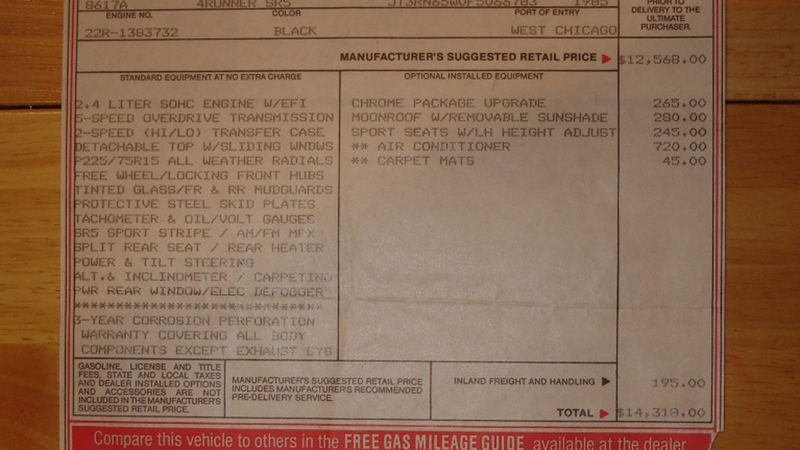 8617A 4RUNNER SR5 JT3RN65W0F5066783 1985 PRIOR TO
DELIVERY TO THE
ULTIMATE
PURCHASER.
ENGINE NO. COLOR PORT OF ENTRY
22R-1383732 BLACK WEST CHICAGO
MANUFACTURER'S SUGGESTED RETAIL PRICE $12,568.00
STANDARD EQUIPMENT AT NO EXTRA CHARGE OPTIONAL INSTALLED EQUIPMENT
2.4 LITER SOHC ENGINE W/EFI CHROME PACKAGE UPGRADE 265.00
5-SPEED OVERDRIVE TRANSMISSION MOONROOF W/REMOVABLE SUNSHADE 280.00
2-SPEED (HI/LO) TRANSFER CASE SPORT SEATS W/LH HEIGHT ADJUST 245.00
DETACHABLE TOP W/SLIDING WNDWS ** AIR CONDITIONER 720.00
P225/75R15 ALL WEATHER RADIALS ** CARPET MATS 45.00
FREE WHEEL/LOCKING FRONT HUBS
TINTED GLASS/FR & RR MUDGUARDS
PROTECTIVE STEEL SKID PLATES
TACHOMETER & OIL/VOLT GAUGES
SR5 SPORT STRIPE / AM/FM MPX
SPLIT REAR SEAT / REAR HEATER
POWER & TILT STEERING
ALT.& INCLINOMETER / CARPETING
PWR REAR WINDOW/ELEC DEFOGGER
******************************
3-YEAR CORROSION PERFORATION
WARRANTY COVERING ALL BODY
COMPONENTS EXCEPT EXHAUST SYS
GASOLINE, LICENSE AND TITLE
FEES, STATE AND LOCAL TAXES
AND DEALER INSTALLED OPTIONS
AND ACCESSORIES ARE NOT
INCLUDED IN THE MANUFACTURER'S
SUGGESTED RETAIL PRICE.
MANUFACTURER'S SUGGESTED RETAIL PRICE
INCLUDES MANUFACTURER'S RECOMMENDED
PRE-DELIVERY SERVICE.
INLAND FREIGHT AND HANDLING 195.00
TOTAL $14,318.00
Compare this vehicle to others in the FREE GAS MILEAGE GUIDE available at the dealer